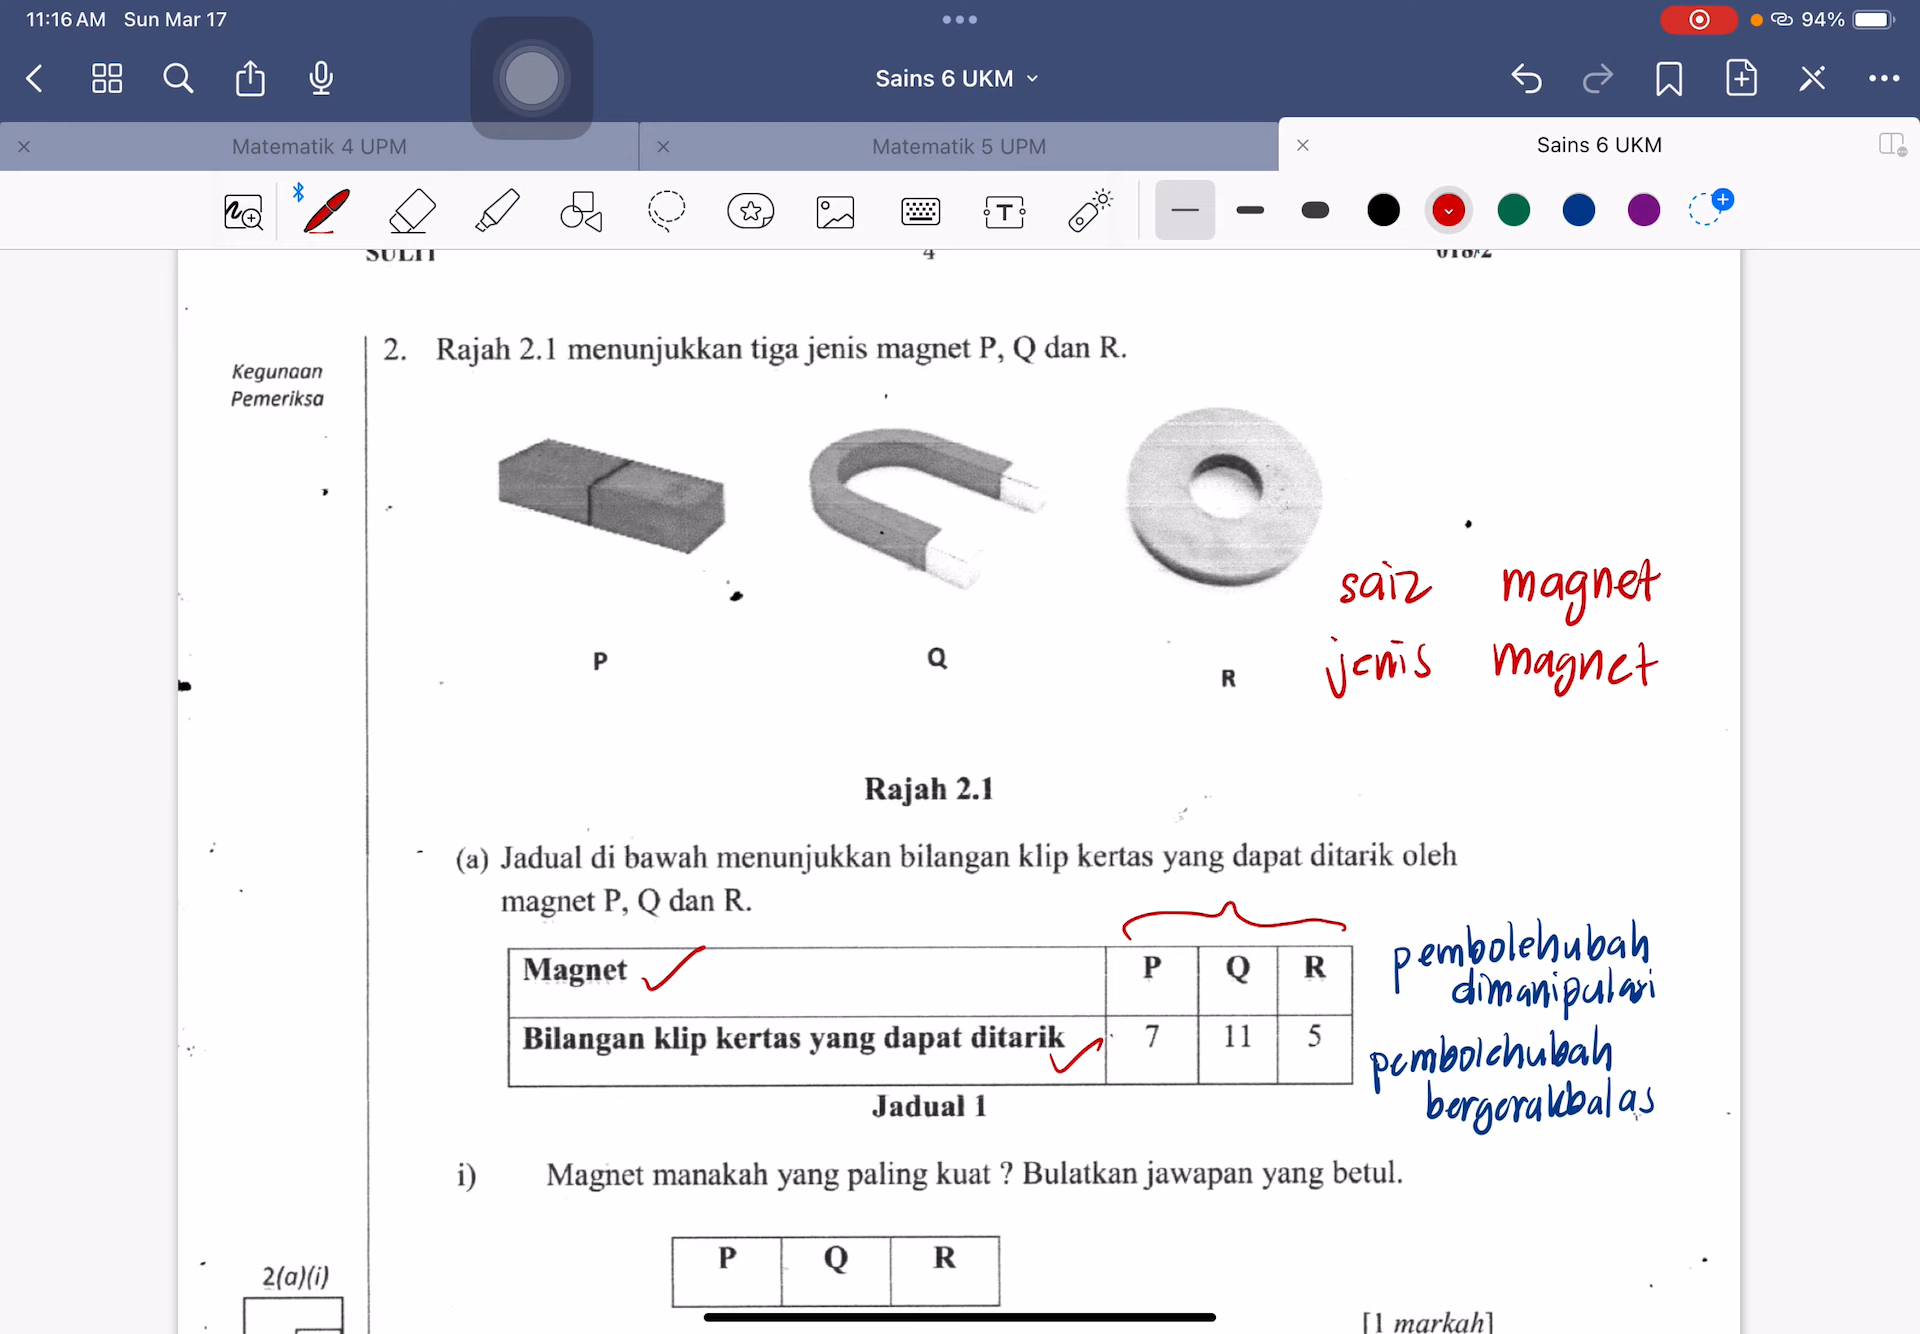 11:16 AM Sun Mar 17
94%
Sains 6 UKM
Matematik 4 UPM
Matematik 5 UPM
Sains 6 UKM
SULIT 4 018/2
Kegunaan
Pemeriksa
2. Rajah 2.1 menunjukkan tiga jenis magnet P, Q dan R.
saiz magnet
jenis magnet
P
Q
R
Rajah 2.1
(a) Jadual di bawah menunjukkan bilangan klip kertas yang dapat ditarik oleh
magnet P, Q dan R.
Magnet P Q R
Bilangan klip kertas yang dapat ditarik 7 11 5
pembolehubah
dimanipulasi
pembolehubah
bergerakbalas
Jadual 1
i) Magnet manakah yang paling kuat ? Bulatkan jawapan yang betul.
P Q R
2(a)(i)
[1 markah]